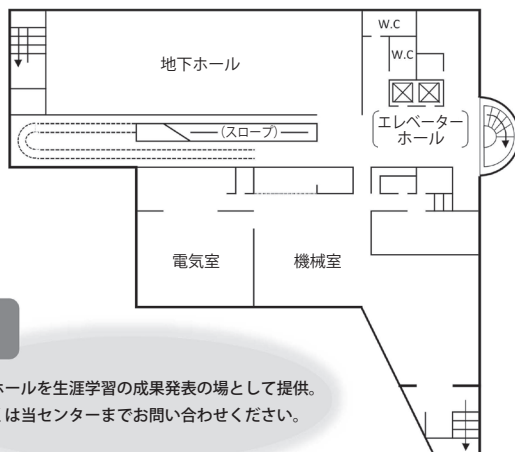 W.C
W.C
地下ホール
(スロープ)
エレベーター
ホール
電気室
機械室
ホールを生涯学習の成果発表の場として提供。
は当センターまでお問い合わせください。